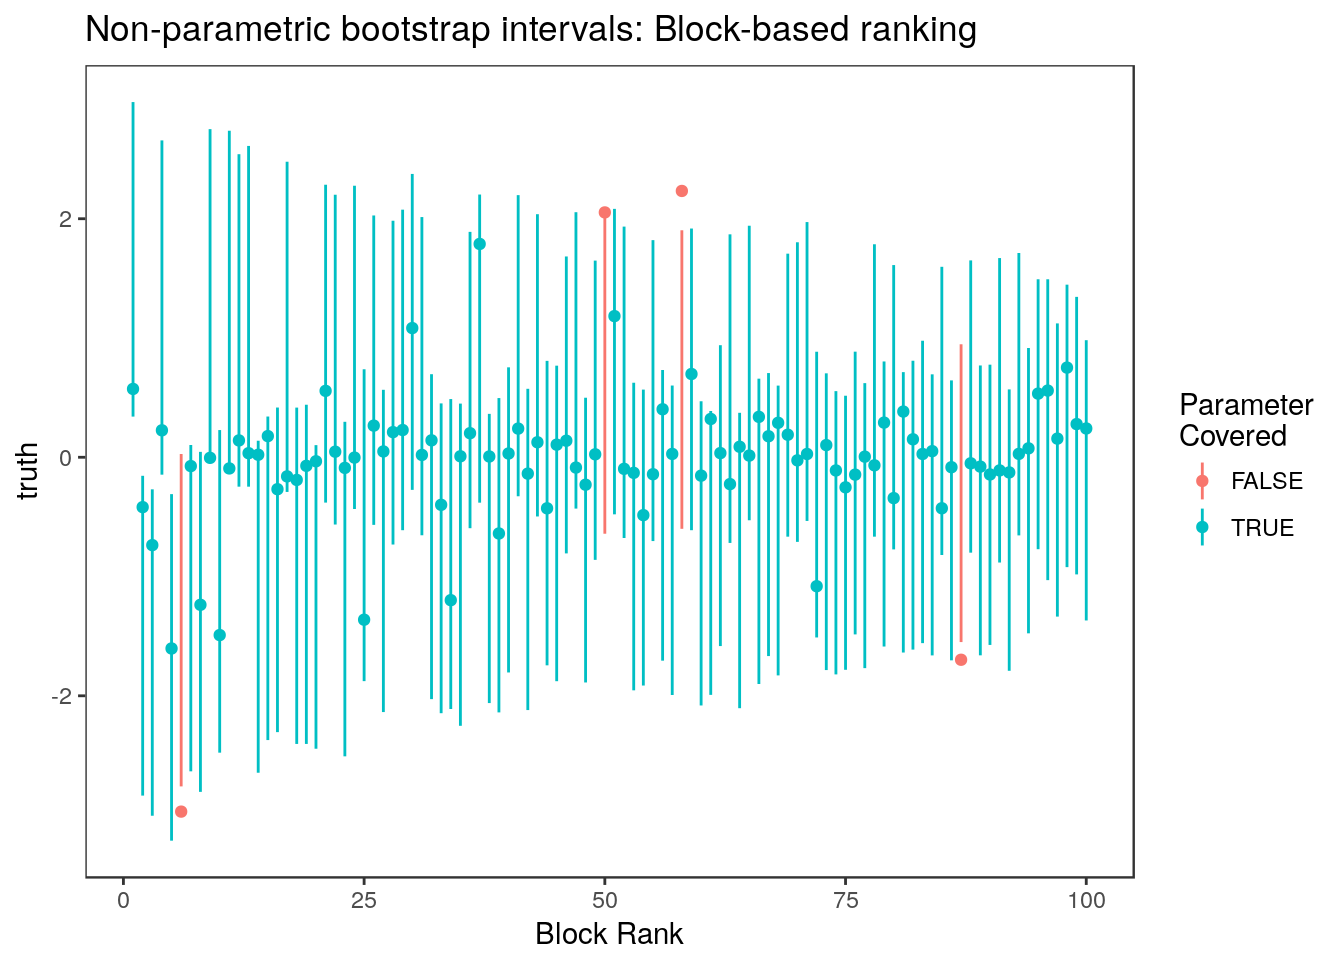 Non-parametric bootstrap intervals: Block-based ranking
truth
2
0
-2
0
25
50
75
100
Block Rank
Parameter
Covered
FALSE
TRUE